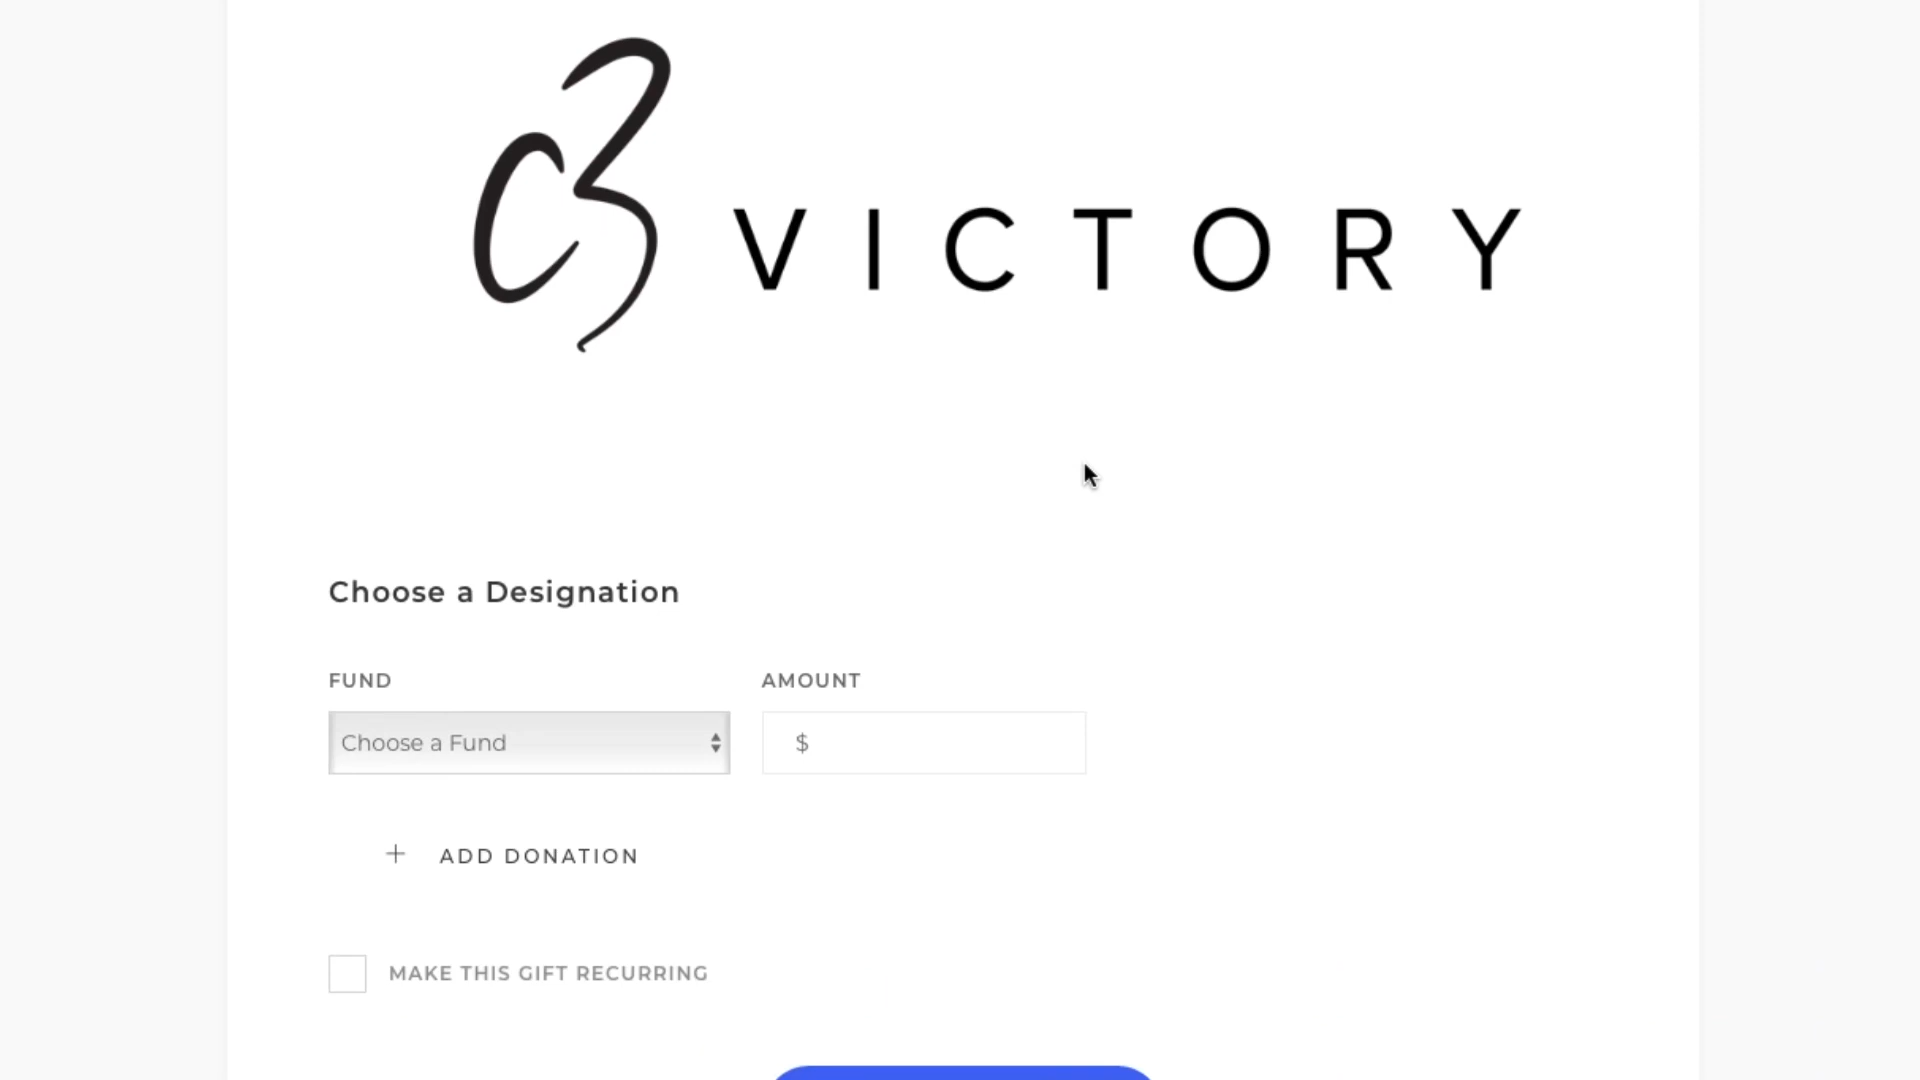 c3 VICTORY
Choose a Designation
FUND AMOUNT
Choose a Fund $
+ ADD DONATION
MAKE THIS GIFT RECURRING